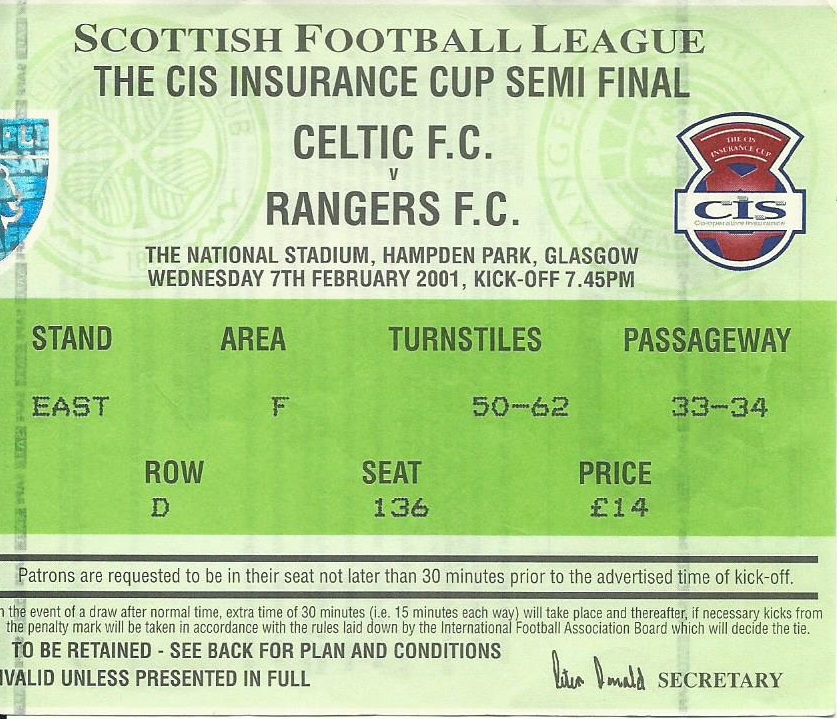 SCOTTISH FOOTBALL LEAGUE
THE CIS INSURANCE CUP SEMI FINAL
CELTIC F.C.
v
RANGERS F.C.
THE CIS
INSURANCE CUP
CIS
Co-operative Insurance
THE NATIONAL STADIUM, HAMPDEN PARK, GLASGOW
WEDNESDAY 7TH FEBRUARY 2001, KICK-OFF 7.45PM
STAND AREA TURNSTILES PASSAGEWAY
EAST F 50-62 33-34
ROW SEAT PRICE
D 136 £14
Patrons are requested to be in their seat not later than 30 minutes prior to the advertised time of kick-off.
the event of a draw after normal time, extra time of 30 minutes (i.e. 15 minutes each way) will take place and thereafter, if necessary kicks from
the penalty mark will be taken in accordance with the rules laid down by the International Football Association Board which will decide the tie.
TO BE RETAINED - SEE BACK FOR PLAN AND CONDITIONS
VALID UNLESS PRESENTED IN FULL
Peter Donald SECRETARY